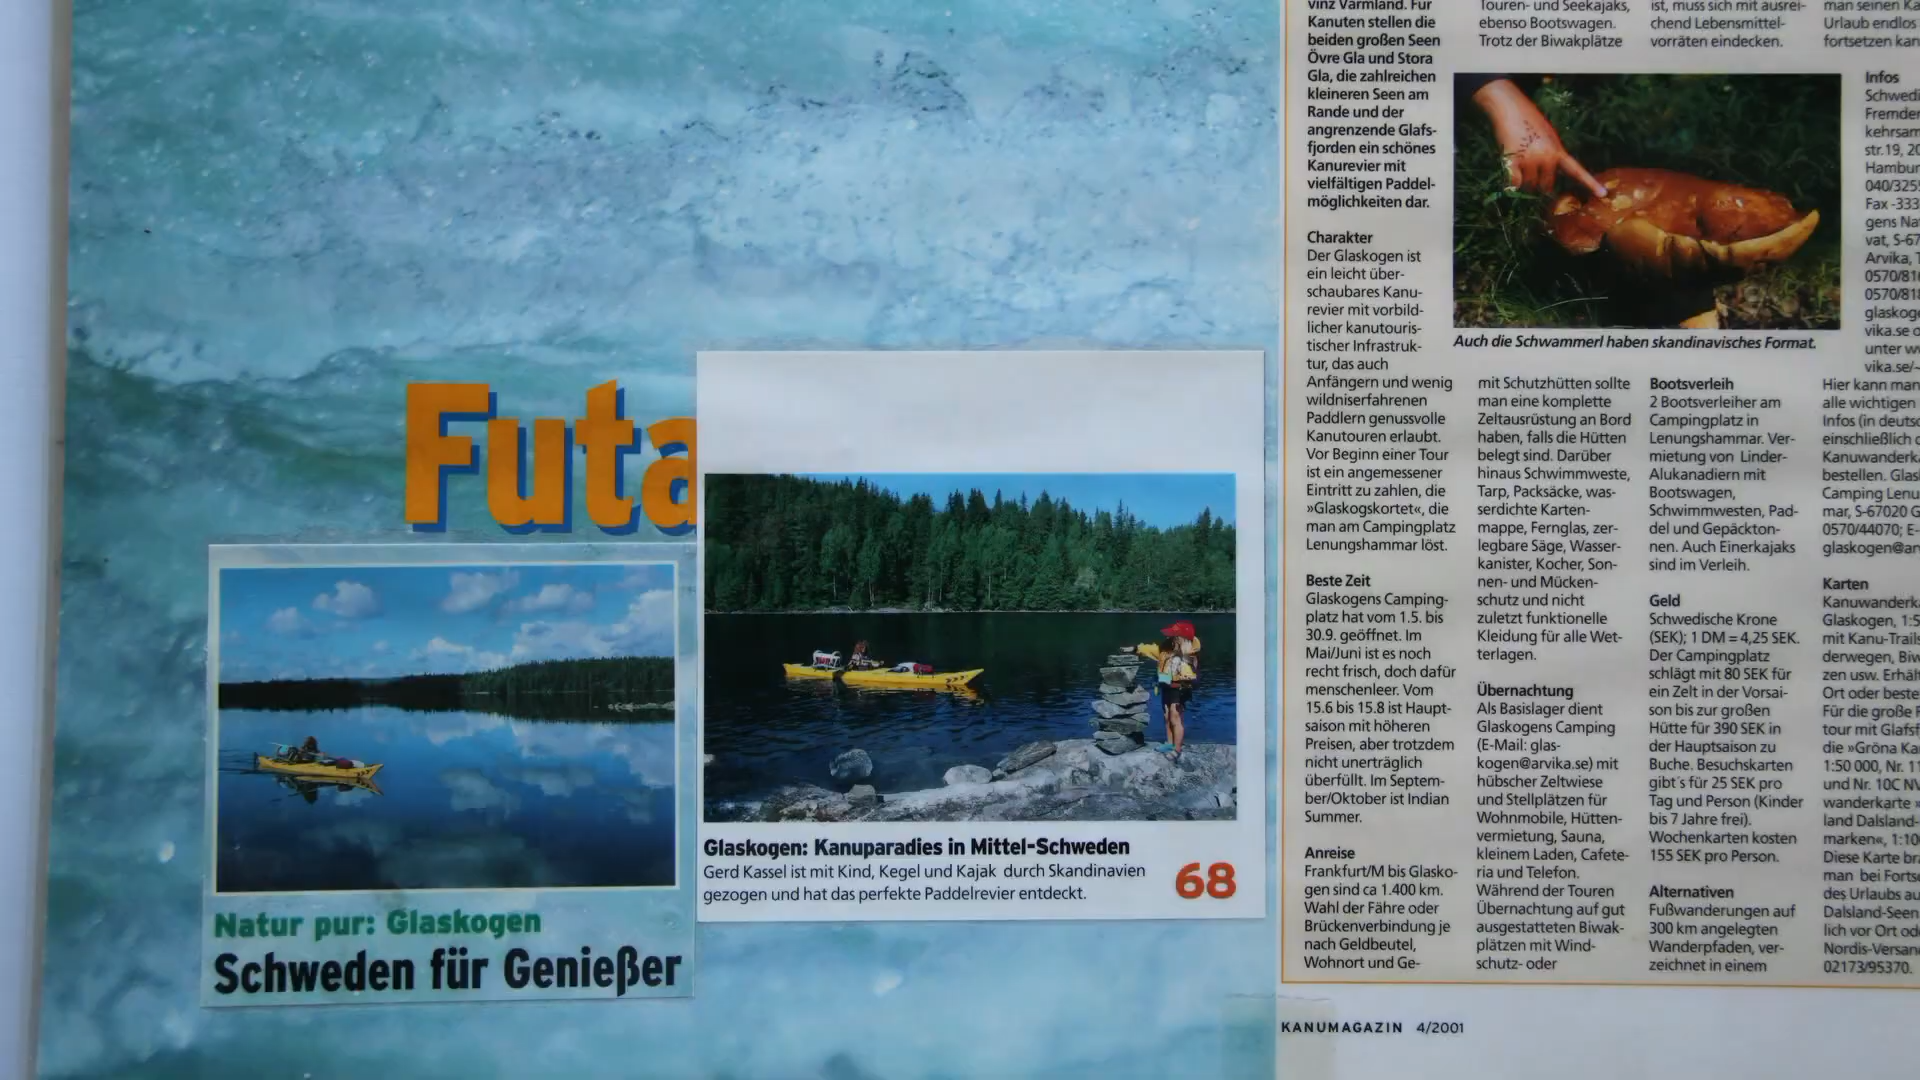 Futa
Natur pur: Glaskogen
Schweden für Genießer
Glaskogen: Kanuparadies in Mittel-Schweden
Gerd Kassel ist mit Kind, Kegel und Kajak durch Skandinavien
gezogen und hat das perfekte Paddelrevier entdeckt.
68
vinz Värmland. Für
Kanuten stellen die
beiden großen Seen
Övre Gla und Stora
Gla, die zahlreichen
kleineren Seen am
Rande und der
angrenzende Glafs-
fjorden ein schönes
Kanurevier mit
vielfältigen Paddel-
möglichkeiten dar.
Charakter
Der Glaskogen ist
ein leicht über-
schaubares Kanu-
revier mit vorbild-
licher kanutouris-
tischer Infrastruk-
tur, das auch
Anfängern und wenig
wildniserfahrenen
Paddlern genussvolle
Kanutouren erlaubt.
Vor Beginn einer Tour
ist ein angemessener
Eintritt zu zahlen, die
»Glaskogskortet«, die
man am Campingplatz
Lenungshammar löst.
Beste Zeit
Glaskogens Camping-
platz hat vom 1.5. bis
30.9. geöffnet. Im
Mai/Juni ist es noch
recht frisch, doch dafür
menschenleer. Vom
15.6 bis 15.8 ist Haupt-
saison mit höheren
Preisen, aber trotzdem
nicht unerträglich
überfüllt. Im Septem-
ber/Oktober ist Indian
Summer.
Anreise
Frankfurt/M bis Glasko-
gen sind ca 1.400 km.
Wahl der Fähre oder
Brückenverbindung je
nach Geldbeutel,
Wohnort und Ge-
Touren- und Seekajaks,
ebenso Bootswagen.
Trotz der Biwakplätze
ist, muss sich mit ausrei-
chend Lebensmittel-
vorräten eindecken.
man seinen Ka
Urlaub endlos
fortsetzen kan
Auch die Schwammerl haben skandinavisches Format.
mit Schutzhütten sollte
man eine komplette
Zeltausrüstung an Bord
haben, falls die Hütten
belegt sind. Darüber
hinaus Schwimmweste,
Tarp, Packsäcke, was-
serdichte Karten-
mappe, Fernglas, zer-
legbare Säge, Wasser-
kanister, Kocher, Son-
nen- und Mücken-
schutz und nicht
zuletzt funktionelle
Kleidung für alle Wet-
terlagen.
Übernachtung
Als Basislager dient
Glaskogens Camping
(E-Mail: glas-
kogen@arvika.se) mit
hübscher Zeltwiese
und Stellplätzen für
Wohnmobile, Hütten-
vermietung, Sauna,
kleinem Laden, Cafete-
ria und Telefon.
Während der Touren
Übernachtung auf gut
ausgestatteten Biwak-
plätzen mit Wind-
schutz- oder
Bootsverleih
2 Bootsverleiher am
Campingplatz in
Lenungshammar. Ver-
mietung von Linder-
Alukanadiern mit
Bootswagen,
Schwimmwesten, Pad-
del und Gepäckton-
nen. Auch Einerkajaks
sind im Verleih.
Geld
Schwedische Krone
(SEK); 1 DM = 4,25 SEK.
Der Campingplatz
schlägt mit 80 SEK für
ein Zelt in der Vorsai-
son bis zur großen
Hütte für 390 SEK in
der Hauptsaison zu
Buche. Besuchskarten
gibt's für 25 SEK pro
Tag und Person (Kinder
bis 7 Jahre frei).
Wochenkarten kosten
155 SEK pro Person.
Alternativen
Fußwanderungen auf
300 km angelegten
Wanderpfaden, ver-
zeichnet in einem
Infos
Schwedi
Fremder
kehrsam
str.19, 20
Hambur
040/325
Fax -333
gens Na
vat, S-67
Arvika, T
0570/81
0570/81
glaskoge
vika.se o
unter w
vika.se/~
Hier kann man
alle wichtigen
Infos (in deuts
einschließlich
Kanuwanderka
bestellen. Glas
Camping Lenu
mar, S-67020 G
0570/44070; E-
glaskogen@ar
Karten
Kanuwanderka
Glaskogen, 1:5
mit Kanu-Trails
derwegen, Biw
zen usw. Erhäl
Ort oder beste
Für die große P
tour mit Glafsf
die »Gröna Ka
1:50 000, Nr. 11
und Nr. 10C NV
wanderkarte »
land Dalsland-
marken«, 1:10
Diese Karte br
man bei Forts
des Urlaubs au
Dalsland-Seen
lich vor Ort od
Nordis-Versan
02173/95370.
KANUMAGAZIN 4/2001